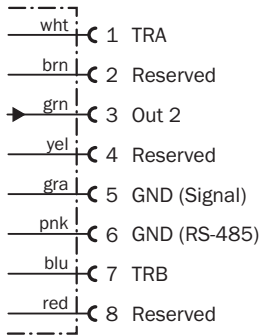 wht 1 TRA
brn 2 Reserved
grn 3 Out 2
yel 4 Reserved
gra 5 GND (Signal)
pnk 6 GND (RS-485)
blu 7 TRB
red 8 Reserved